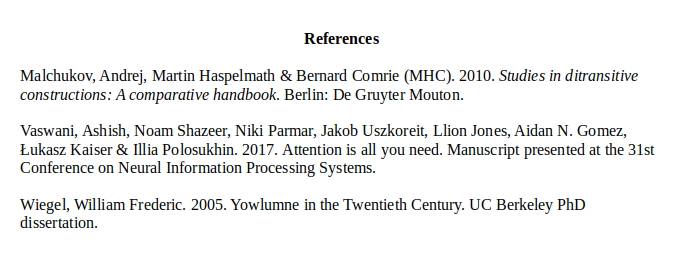 References
Malchukov, Andrej, Martin Haspelmath & Bernard Comrie (MHC). 2010. Studies in ditransitive
constructions: A comparative handbook. Berlin: De Gruyter Mouton.
Vaswani, Ashish, Noam Shazeer, Niki Parmar, Jakob Uszkoreit, Llion Jones, Aidan N. Gomez,
Łukasz Kaiser & Illia Polosukhin. 2017. Attention is all you need. Manuscript presented at the 31st
Conference on Neural Information Processing Systems.
Wiegel, William Frederic. 2005. Yowlumne in the Twentieth Century. UC Berkeley PhD
dissertation.